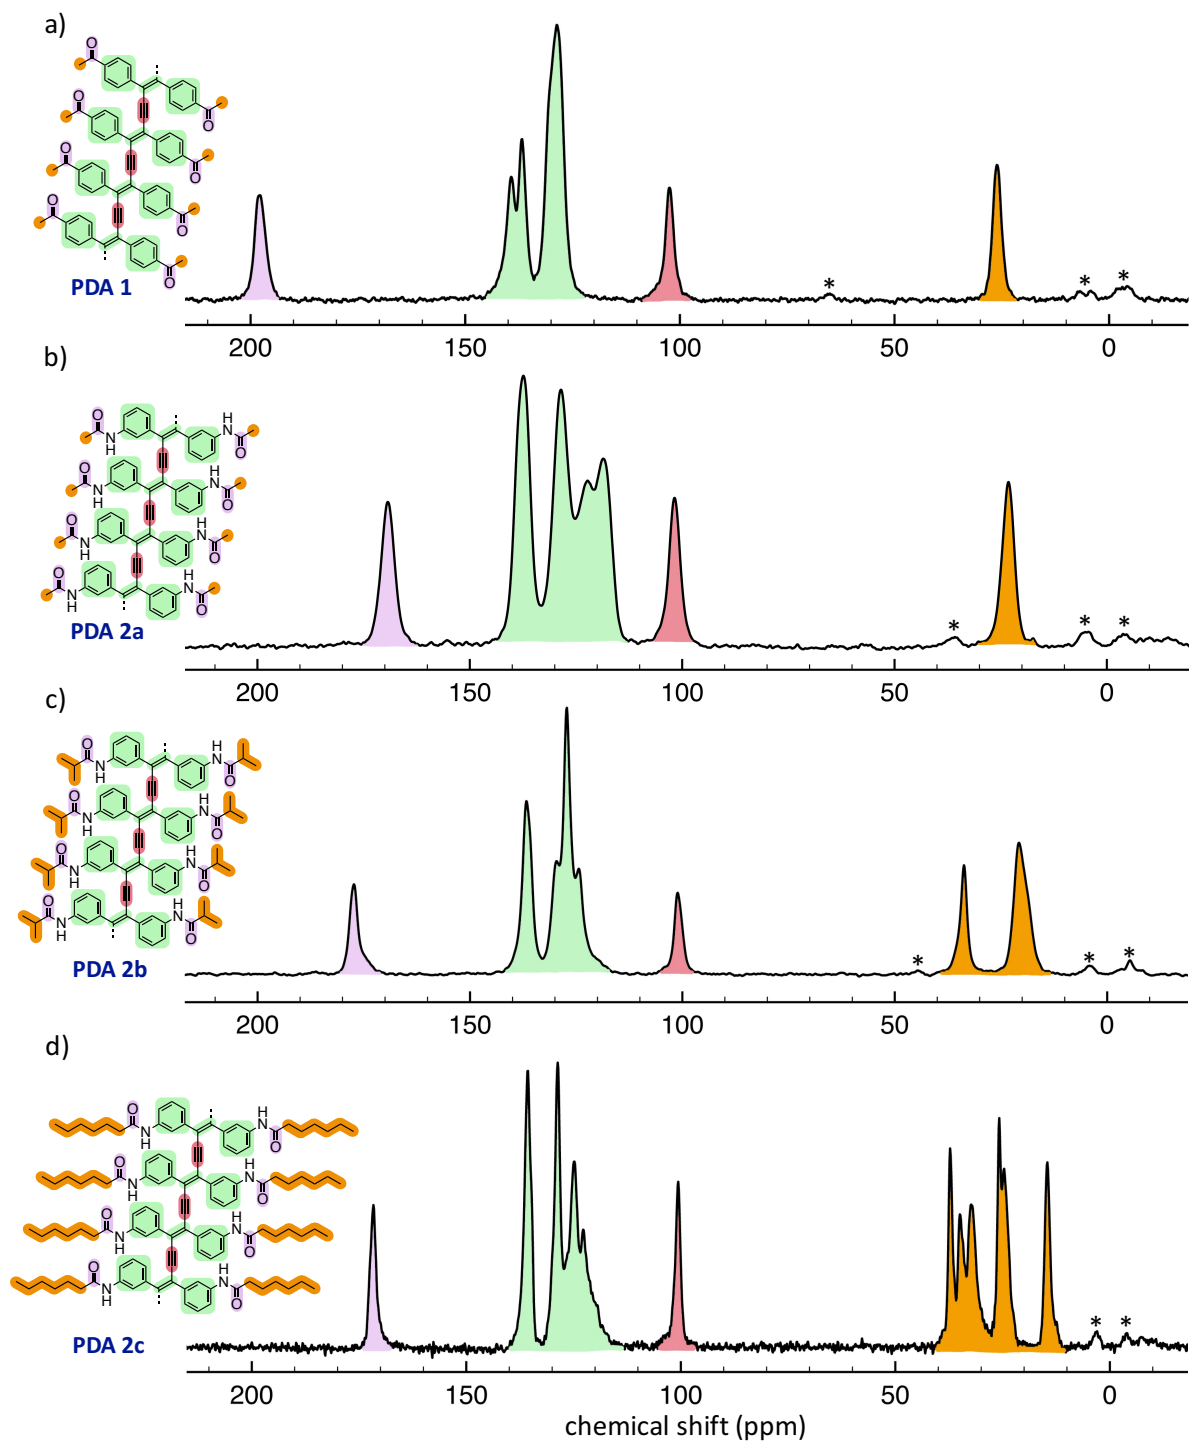 a)
O
O
O
O
O
O
O
O
PDA 1
* * *
200 150 100 50 0
b)
O H
N
N
H O
O H
N
N
H O
O H
N
N
H O
O H
N
N
H O
PDA 2a
* * *
200 150 100 50 0
c)
O H
N
N
H O
O H
N
N
H O
O H
N
N
H O
O H
N
N
H O
PDA 2b
* * *
200 150 100 50 0
d)
O H
N
N
H O
O H
N
N
H O
O H
N
N
H O
O H
N
N
H O
PDA 2c
* *
200 150 100 50 0
chemical shift (ppm)